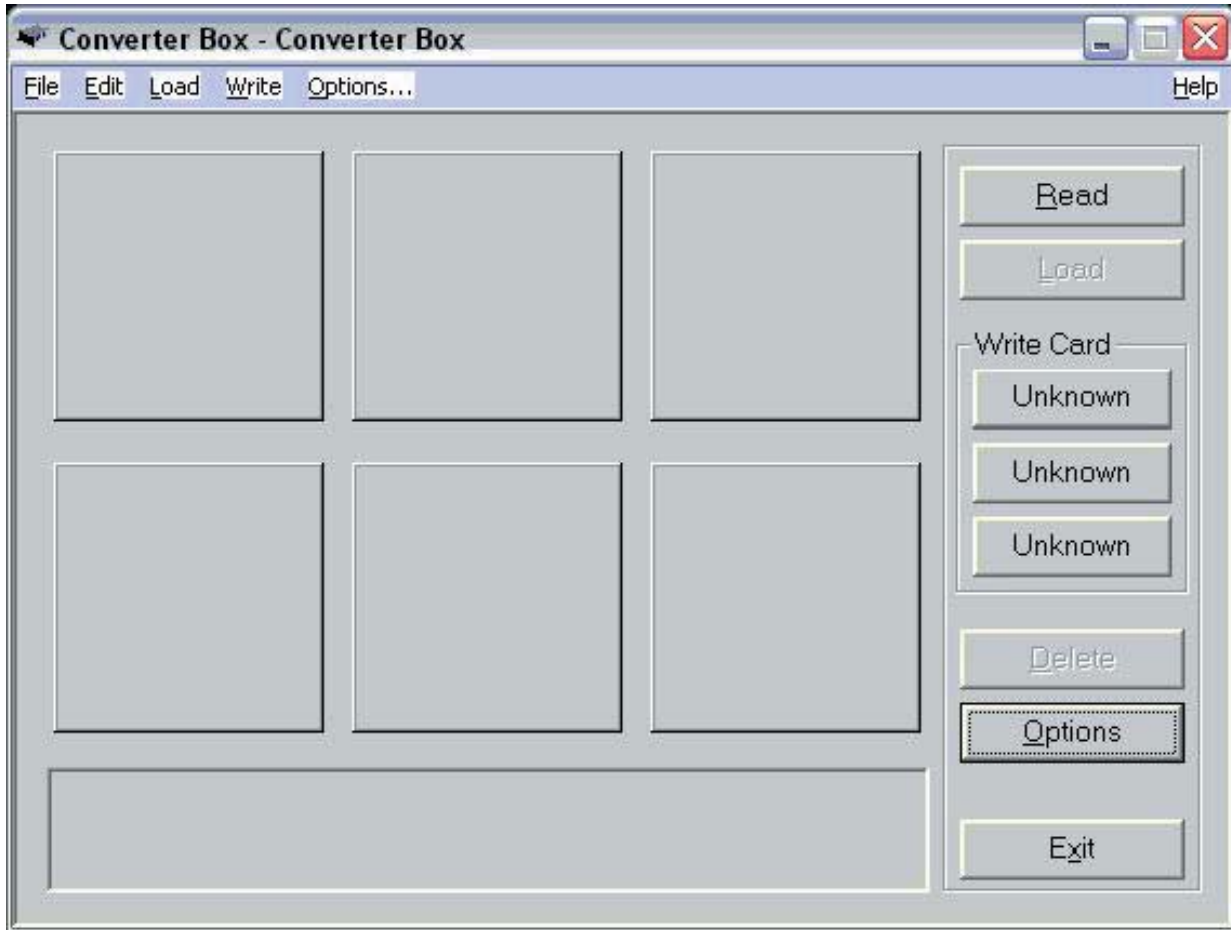 Converter Box - Converter Box
File Edit Load Write Options... Help
Read
Load
Write Card
Unknown
Unknown
Unknown
Delete
Options
Exit